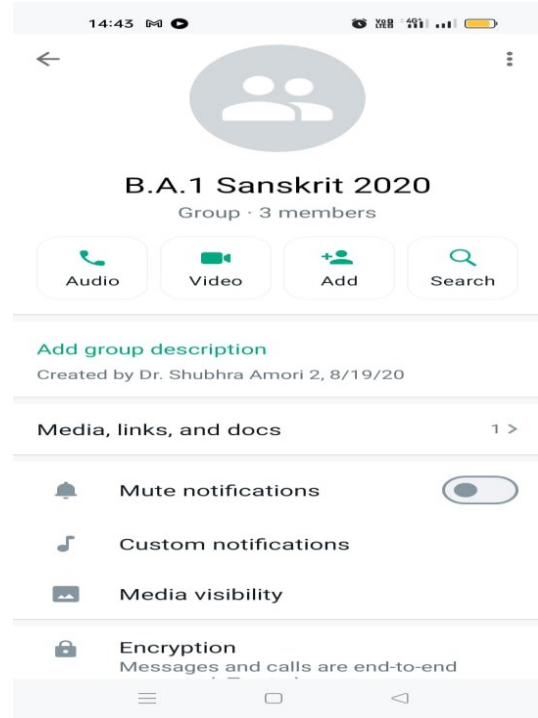 14:43
B.A.1 Sanskrit 2020
Group · 3 members
Audio Video Add Search
Add group description
Created by Dr. Shubhra Amori 2, 8/19/20
Media, links, and docs 1 >
Mute notifications
Custom notifications
Media visibility
Encryption
Messages and calls are end-to-end